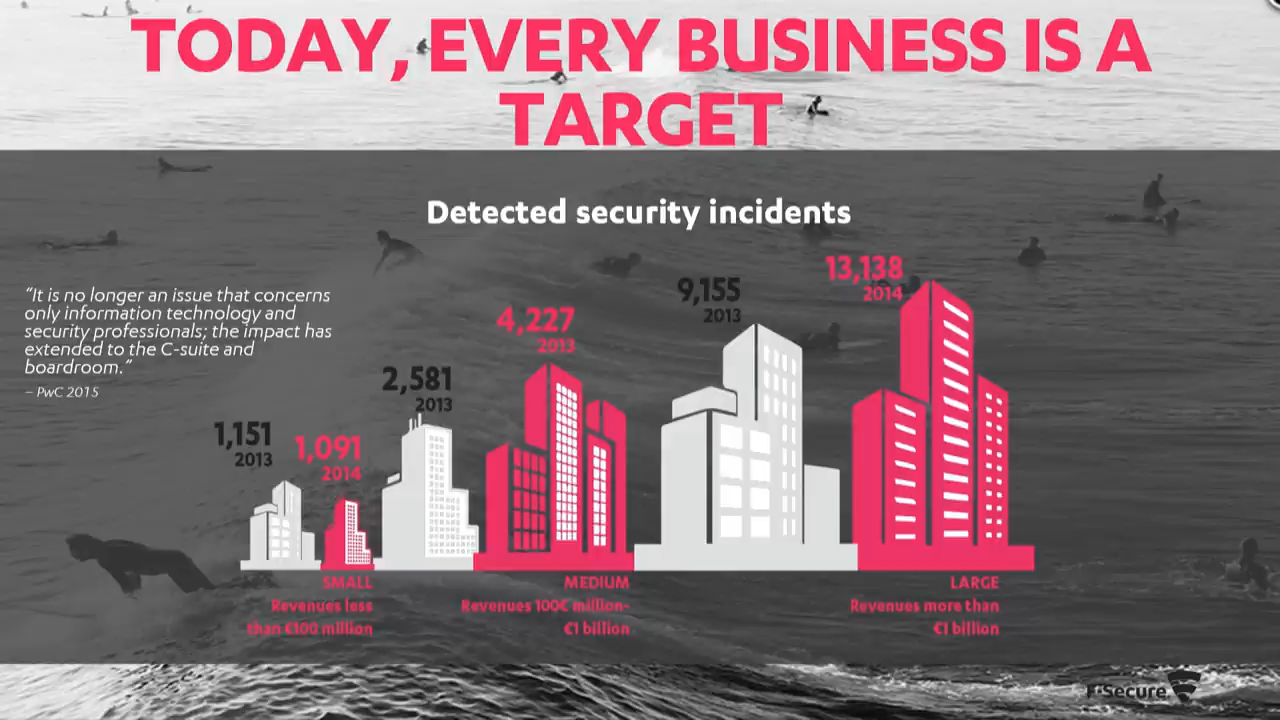 TODAY, EVERY BUSINESS IS A
TARGET
Detected security incidents
"It is no longer an issue that concerns
only information technology and
security professionals; the impact has
extended to the C-suite and
boardroom."
– PwC 2015
1,151
2013
1,091
2014
2,581
2013
4,227
2013
9,155
2013
13,138
2014
SMALL
Revenues less
than €100 million
MEDIUM
Revenues 100€ million–
€1 billion
LARGE
Revenues more than
€1 billion
F-Secure